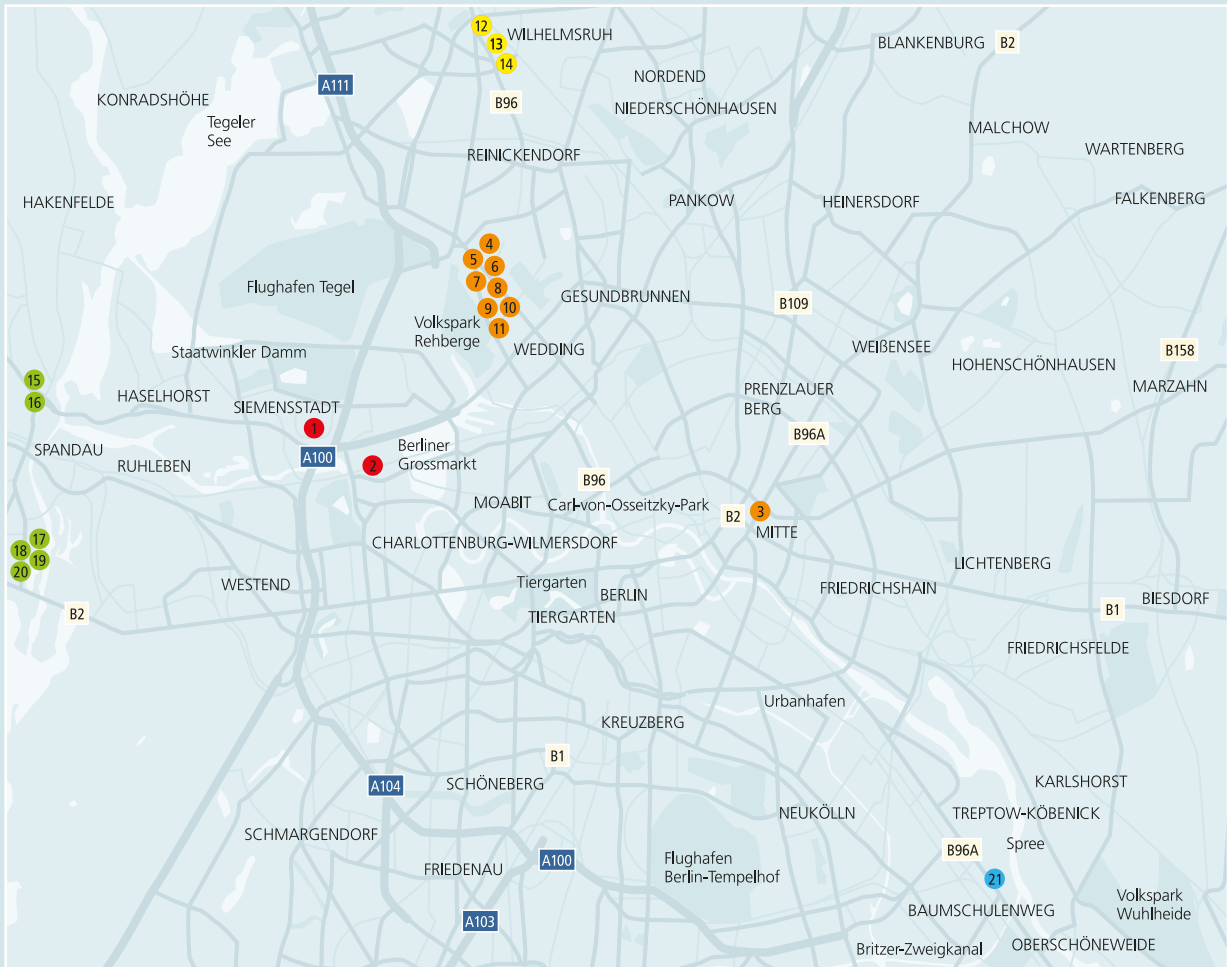 12
WILHELMSRUH
13
14
BLANKENBURG
B2
A111
NORDEND
KONRADSHÖHE
B96
NIEDERSCHÖNHAUSEN
Tegeler
See
MALCHOW
WARTENBERG
REINICKENDORF
HAKENFELDE
PANKOW
HEINERSDORF
FALKENBERG
4
5
6
7
8
9
10
11
Flughafen Tegel
GESUNDBRUNNEN
B109
Volkspark
Rehberge
WEDDING
Staatwinkler Damm
WEIßENSEE
B158
HOHENSCHÖNHAUSEN
MARZAHN
15
16
HASELHORST
SIEMENSSTADT
PRENZLAUER
BERG
1
B96A
SPANDAU
A100
RUHLEBEN
2
Berliner
Grossmarkt
B96
MOABIT
Carl-von-Osseitzky-Park
B2
3
MITTE
17
18
19
20
CHARLOTTENBURG-WILMERSDORF
LICHTENBERG
WESTEND
Tiergarten
BERLIN
FRIEDRICHSHAIN
BIESDORF
B2
B1
TIERGARTEN
FRIEDRICHSFELDE
Urbanhafen
KREUZBERG
B1
A104
SCHÖNEBERG
KARLSHORST
NEUKÖLLN
TREPTOW-KÖBENICK
SCHMARGENDORF
B96A
Spree
A100
FRIEDENAU
Flughafen
Berlin-Tempelhof
21
Volkspark
Wuhlheide
BAUMSCHULENWEG
A103
Britzer-Zweigkanal
OBERSCHÖNEWEIDE